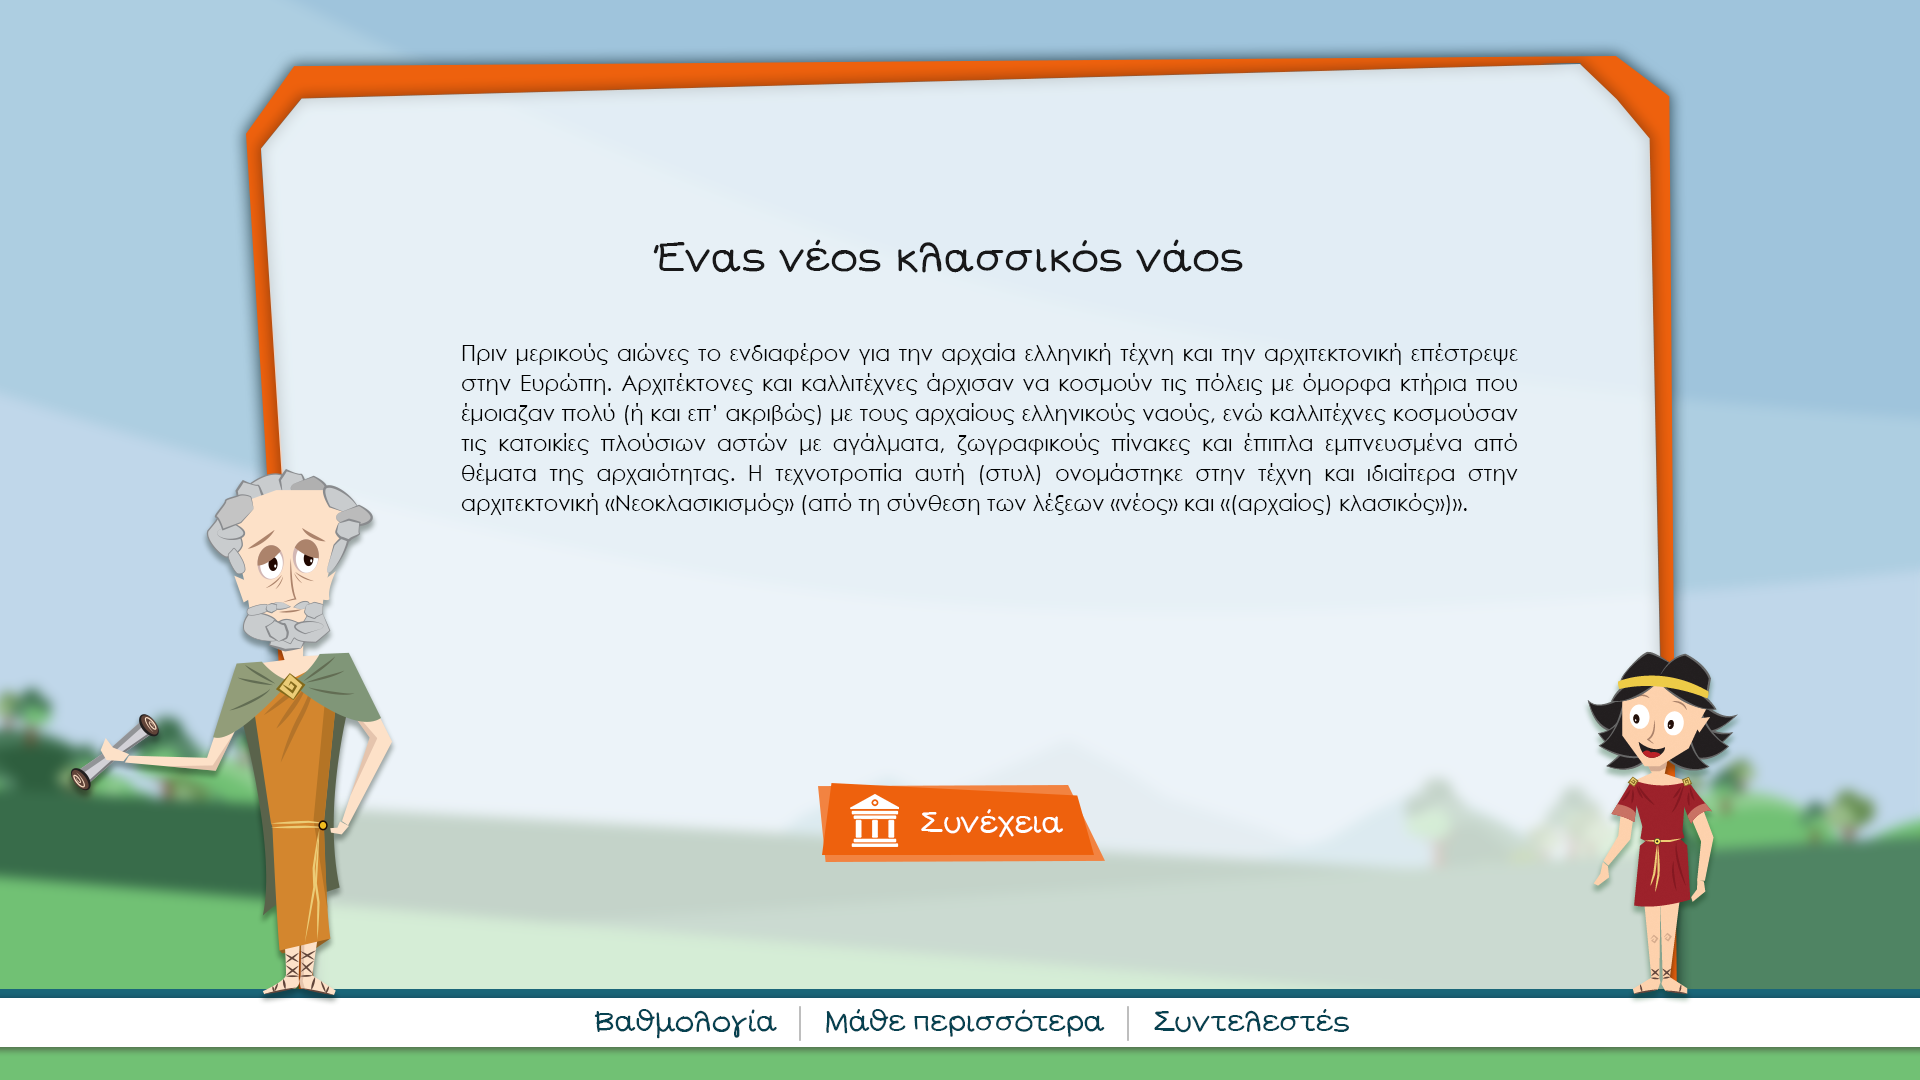 Ένας νέος κλασσικός νάος
Πριν μερικούς αιώνες το ενδιαφέρον για την αρχαία ελληνική τέχνη και την αρχιτεκτονική επέστρεψε
στην Ευρώπη. Αρχιτέκτονες και καλλιτέχνες άρχισαν να κοσμούν τις πόλεις με όμορφα κτήρια που
έμοιαζαν πολύ (ή και επ’ ακριβώς) με τους αρχαίους ελληνικούς ναούς, ενώ καλλιτέχνες κοσμούσαν
τις κατοικίες πλούσιων αστών με αγάλματα, ζωγραφικούς πίνακες και έπιπλα εμπνευσμένα από
θέματα της αρχαιότητας. Η τεχνοτροπία αυτή (στυλ) ονομάστηκε στην τέχνη και ιδιαίτερα στην
αρχιτεκτονική «Νεοκλασικισμός» (από τη σύνθεση των λέξεων «νέος» και «(αρχαίος) κλασικός»)».
Συνέχεια
Βαθμολογία
Μάθε περισσότερα
Συντελεστές